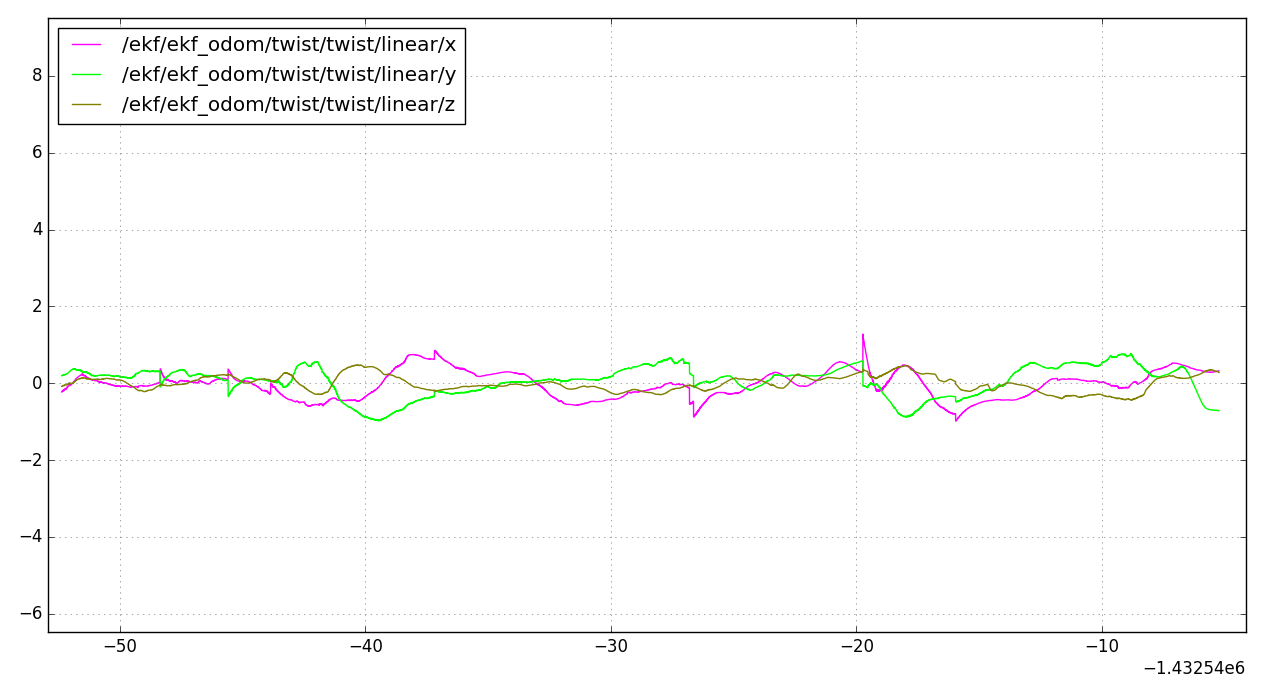 /ekf/ekf_odom/twist/twist/linear/x
/ekf/ekf_odom/twist/twist/linear/y
/ekf/ekf_odom/twist/twist/linear/z
8
6
4
2
0
−2
−4
−6
−50 −40 −30 −20 −10
−1.43254e6